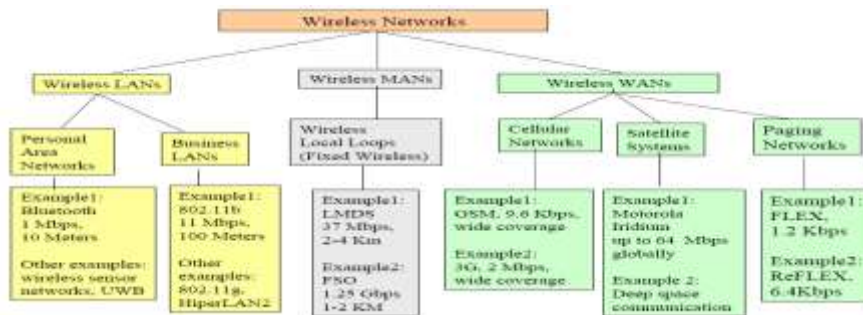 Wireless Networks
Wireless LANs
Wireless MANs
Wireless WANs
Personal
Area
Networks
Business
LANs
Wireless
Local Loops
(Fixed Wireless)
Cellular
Networks
Satellite
Systems
Paging
Networks
Example1:
Bluetooth
1 Mbps,
10 Meters
Other examples:
wireless sensor
networks, UWB
Example1:
802.11b
11 Mbps,
100 Meters
Other
examples:
802.11g,
HiperLAN2
Example1:
LMDS
37 Mbps,
2-4 Km
Example2:
FSO
1.25 Gbps
1-2 KM
Example1:
GSM, 9.6 Kbps,
wide coverage
Example2:
3G, 2 Mbps,
wide coverage
Example1:
Motorola
Iridium
up to 64 Mbps
globally
Example 2:
Deep space
communication
Example1:
FLEX,
1.2 Kbps
Example2:
ReFLEX,
6.4Kbps